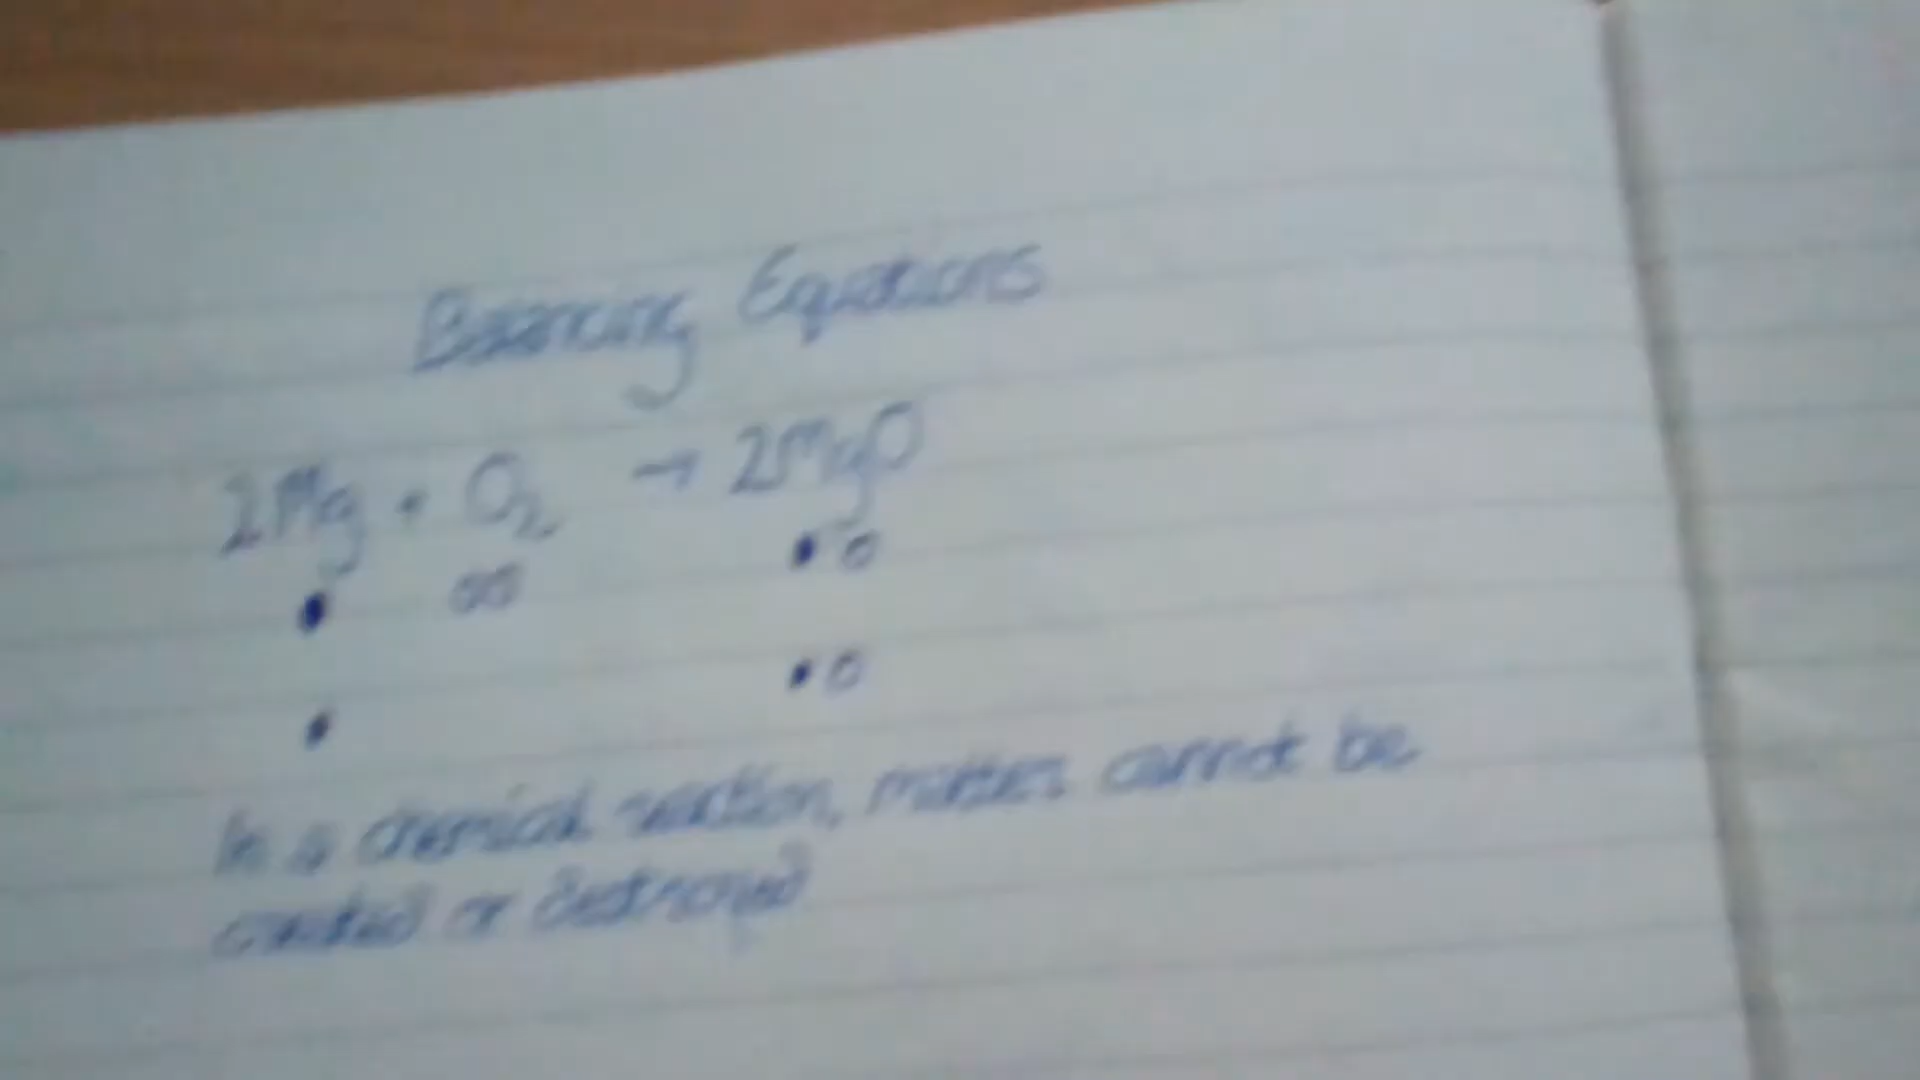 Balancing Equations
2Mg + O₂ → 2MgO
In a chemical reaction, matter cannot be
created or destroyed